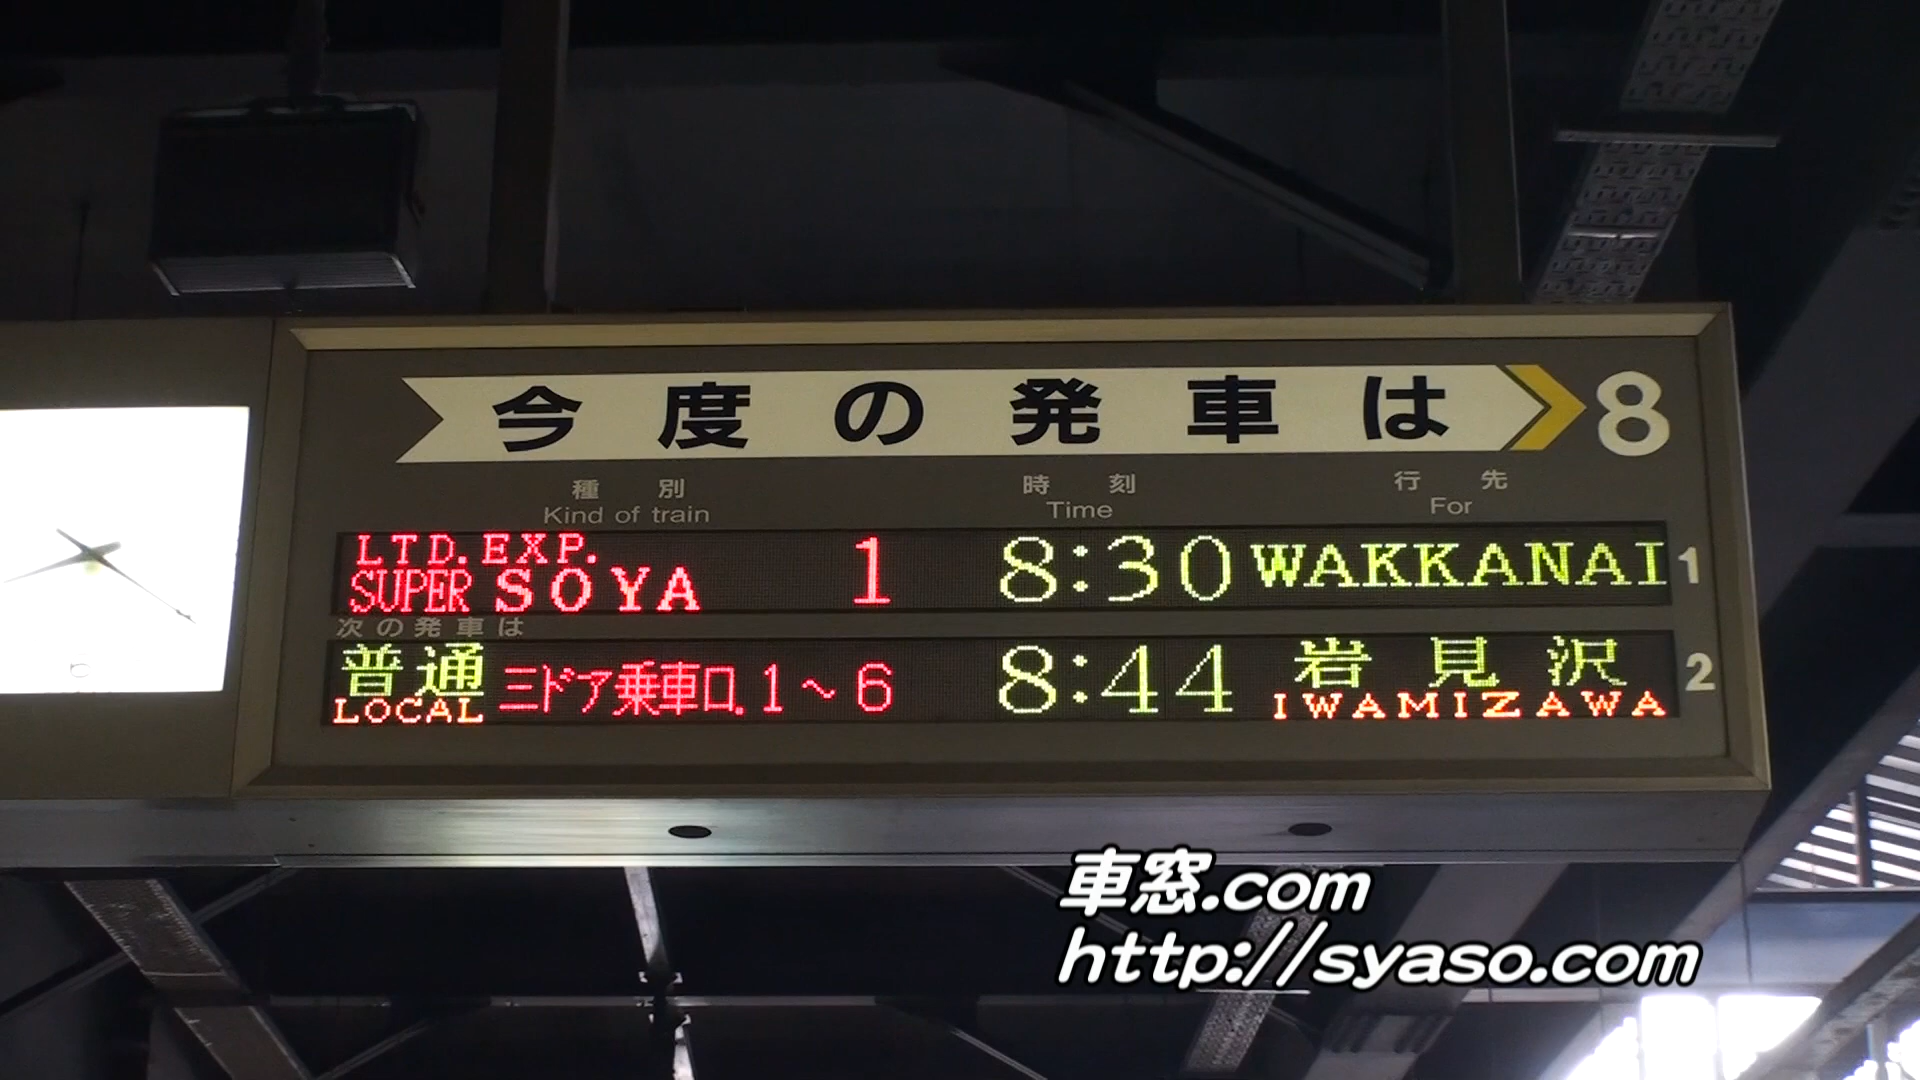 今度の発車は 8
種別 時刻 行先
Kind of train Time For
LTD. EXP.
SUPER SOYA 1 8:30 WAKKANAI 1
次の発車は
普通 三ドア乗車口.1～6 8:44 岩見沢 2
LOCAL IWAMIZAWA
6
車窓.com
http://syaso.com